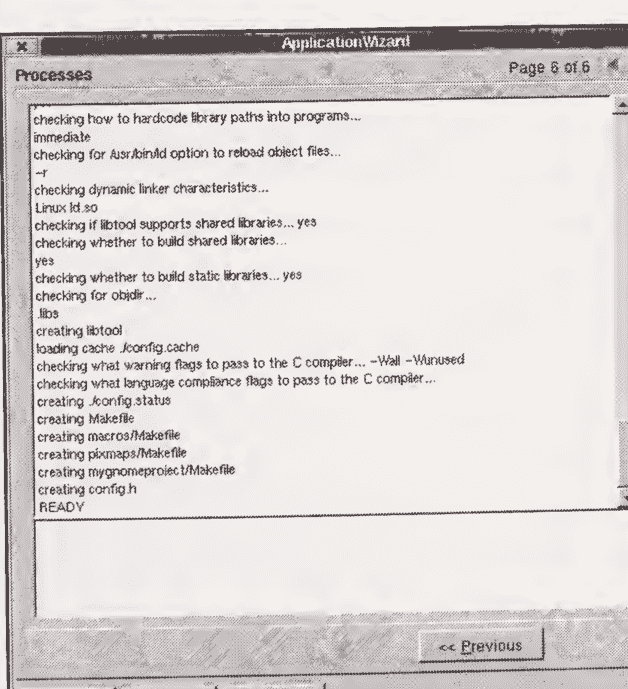 ApplicationWizard
Processes
Page 6 of 6
checking how to hardcode library paths into programs...
immediate
checking for /usr/bin/ld option to reload object files...
-r
checking dynamic linker characteristics...
Linux ld.so
checking if libtool supports shared libraries... yes
checking whether to build shared libraries...
yes
checking whether to build static libraries... yes
checking for objdir...
.libs
creating libtool
loading cache ./config.cache
checking what warning flags to pass to the C compiler... -Wall -Wunused
checking what language compliance flags to pass to the C compiler...
creating ./config.status
creating Makefile
creating macros/Makefile
creating pixmaps/Makefile
creating mygnomeproject/Makefile
creating config.h
READY
<< Previous